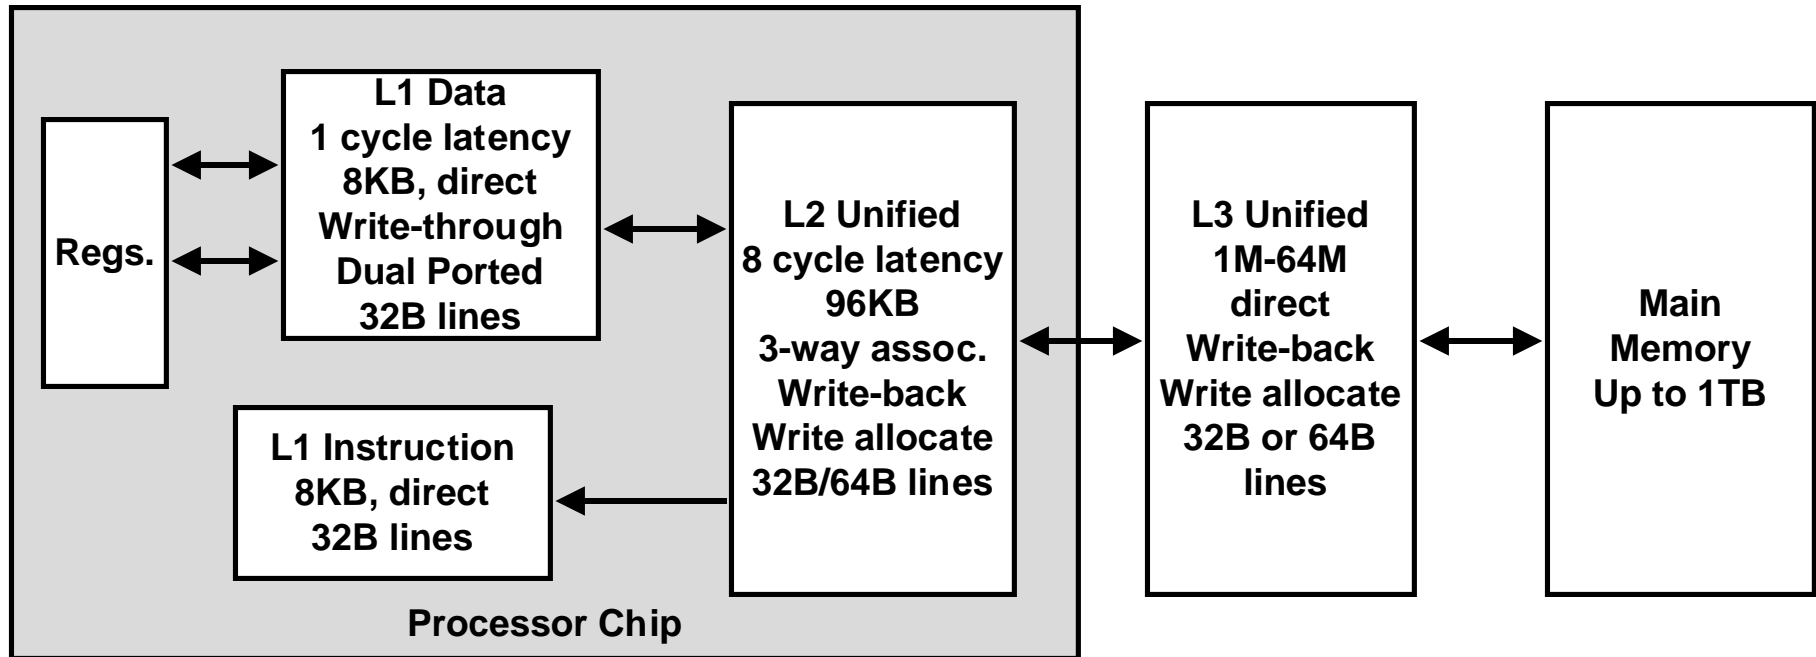 Regs.
L1 Data
1 cycle latency
8KB, direct
Write-through
Dual Ported
32B lines
L1 Instruction
8KB, direct
32B lines
L2 Unified
8 cycle latency
96KB
3-way assoc.
Write-back
Write allocate
32B/64B lines
Processor Chip
L3 Unified
1M-64M
direct
Write-back
Write allocate
32B or 64B
lines
Main
Memory
Up to 1TB